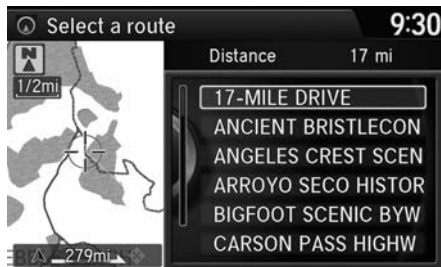 Select a route
9:30
N
1/2mi
Distance 17 mi
17-MILE DRIVE
ANCIENT BRISTLECON
ANGELES CREST SCEN
ARROYO SECO HISTOR
BIGFOOT SCENIC BYW
CARSON PASS HIGHW
279mi